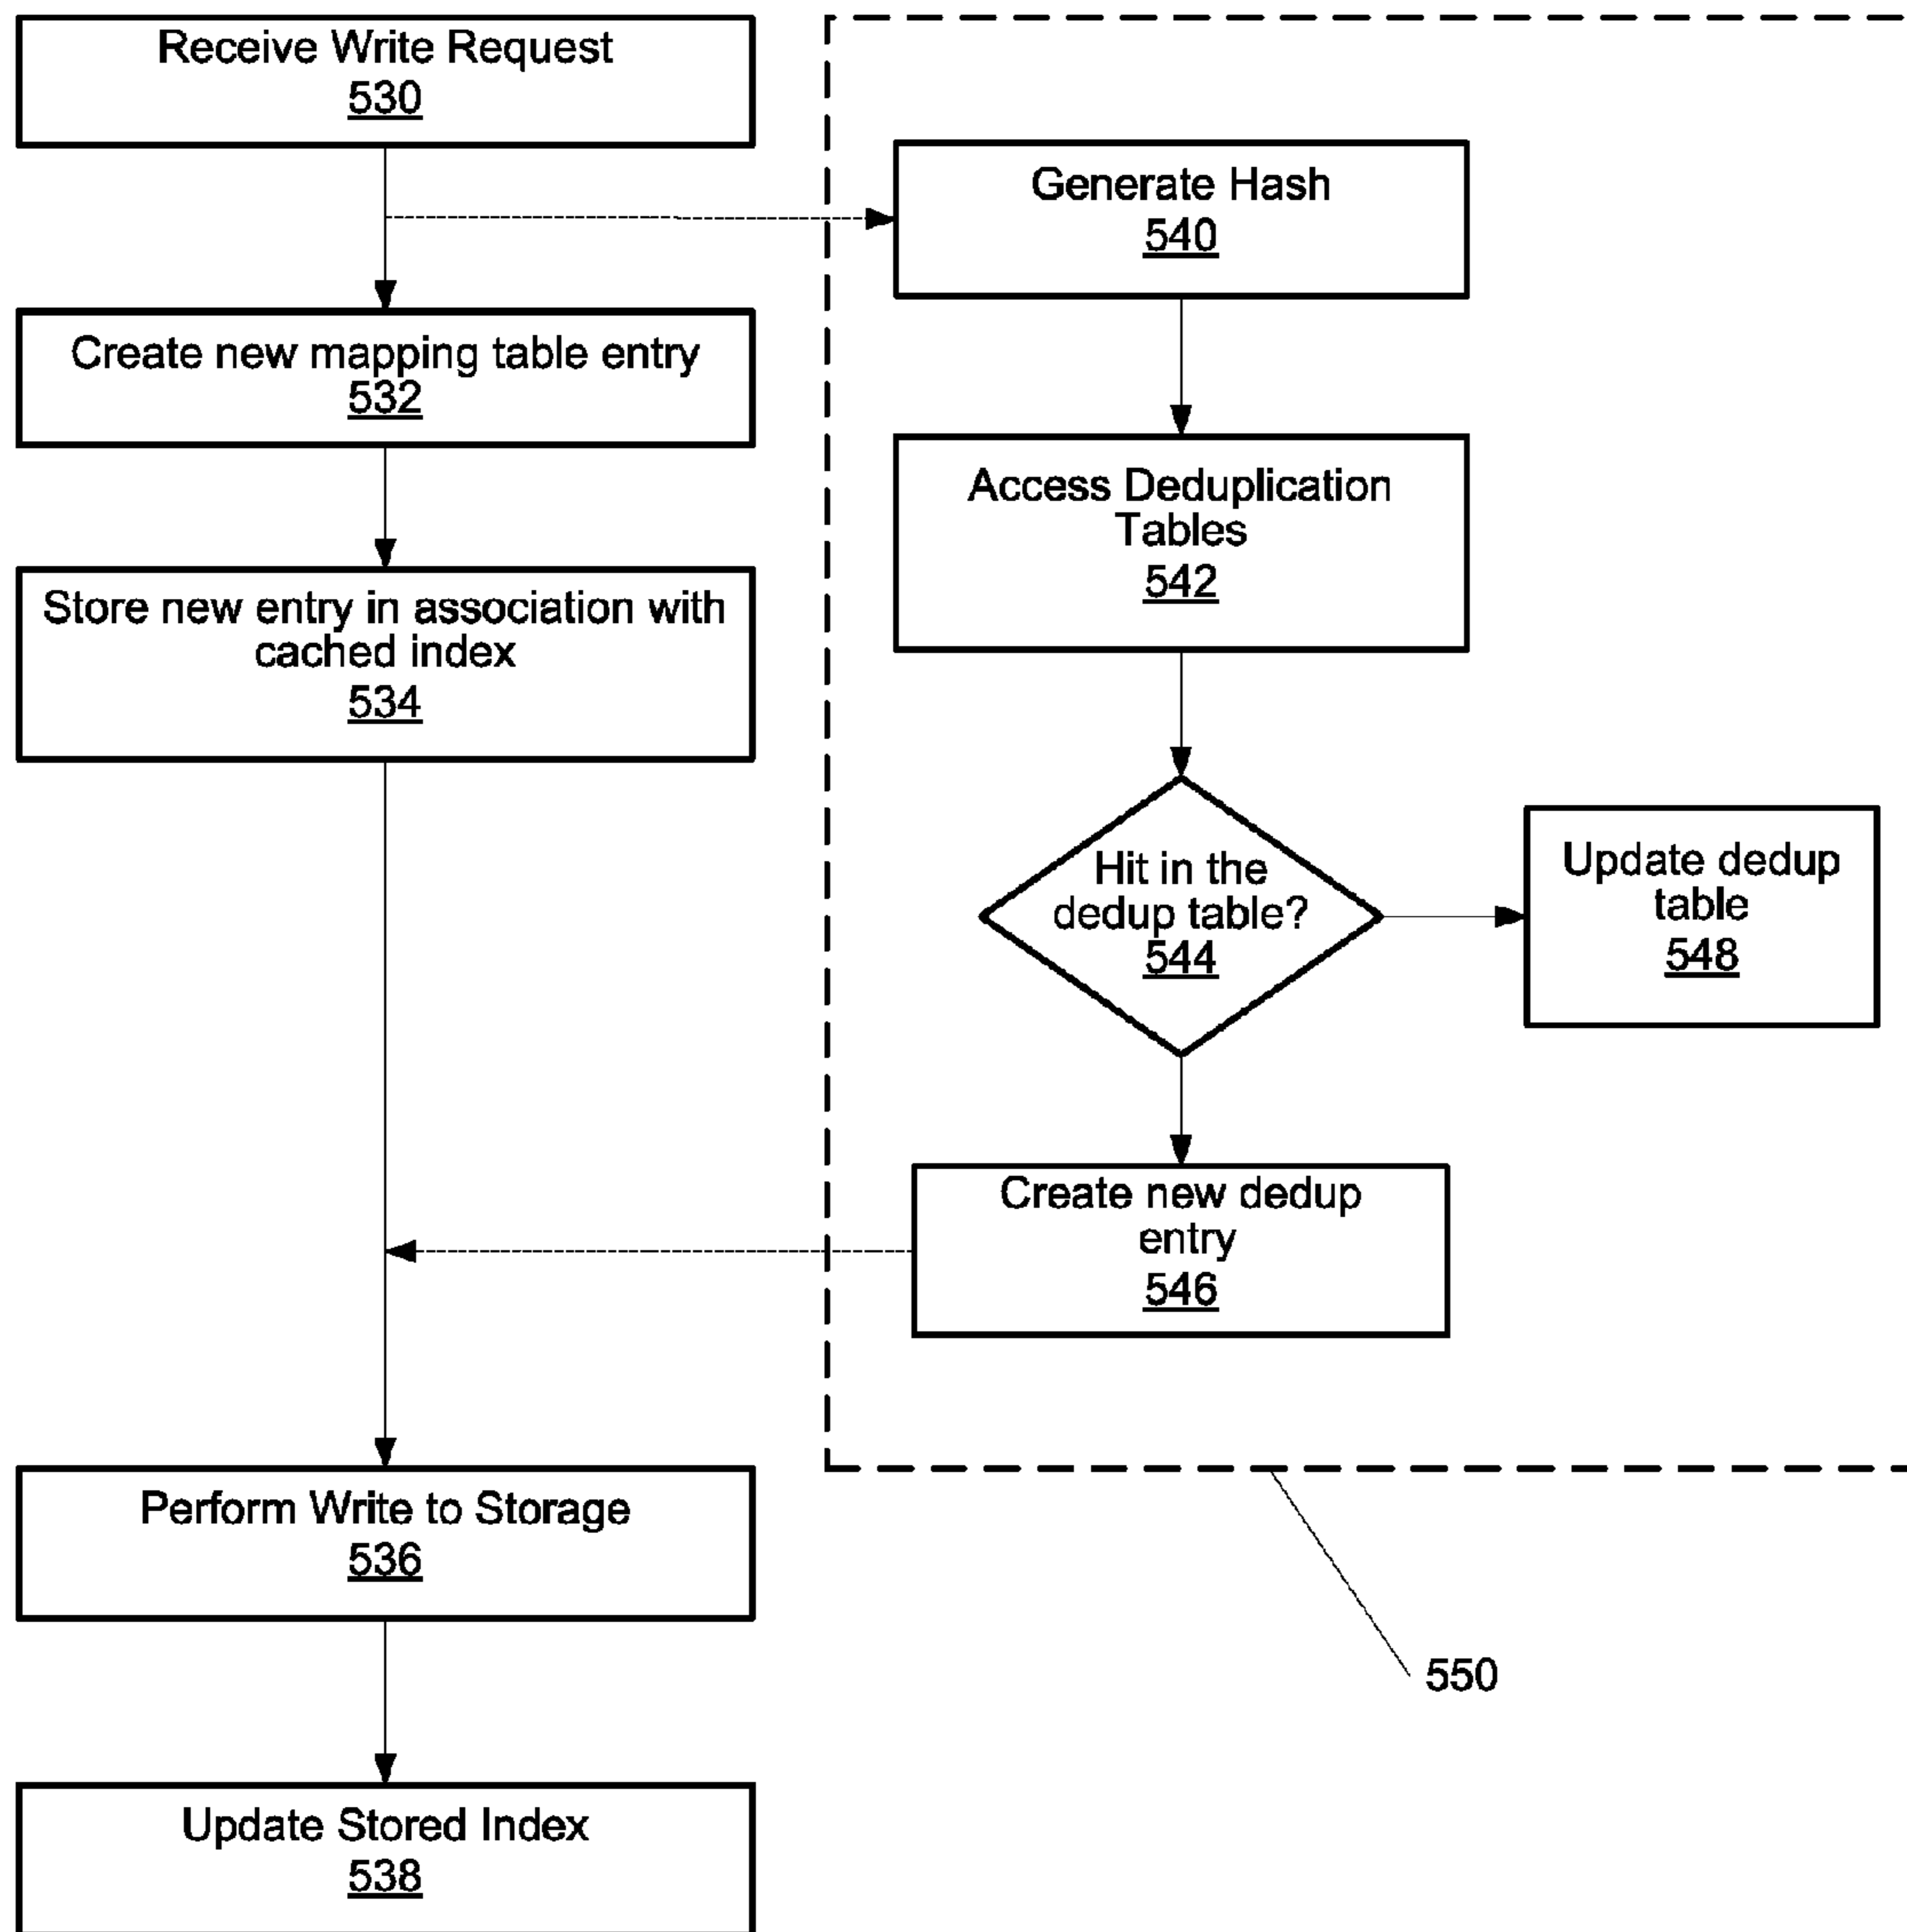 Receive Write Request
530
Create new mapping table entry
532
Store new entry in association with
cached index
534
Perform Write to Storage
536
Update Stored Index
538
Generate Hash
540
Access Deduplication
Tables
542
Hit in the
dedup table?
544
Update dedup
table
548
Create new dedup
entry
546
550